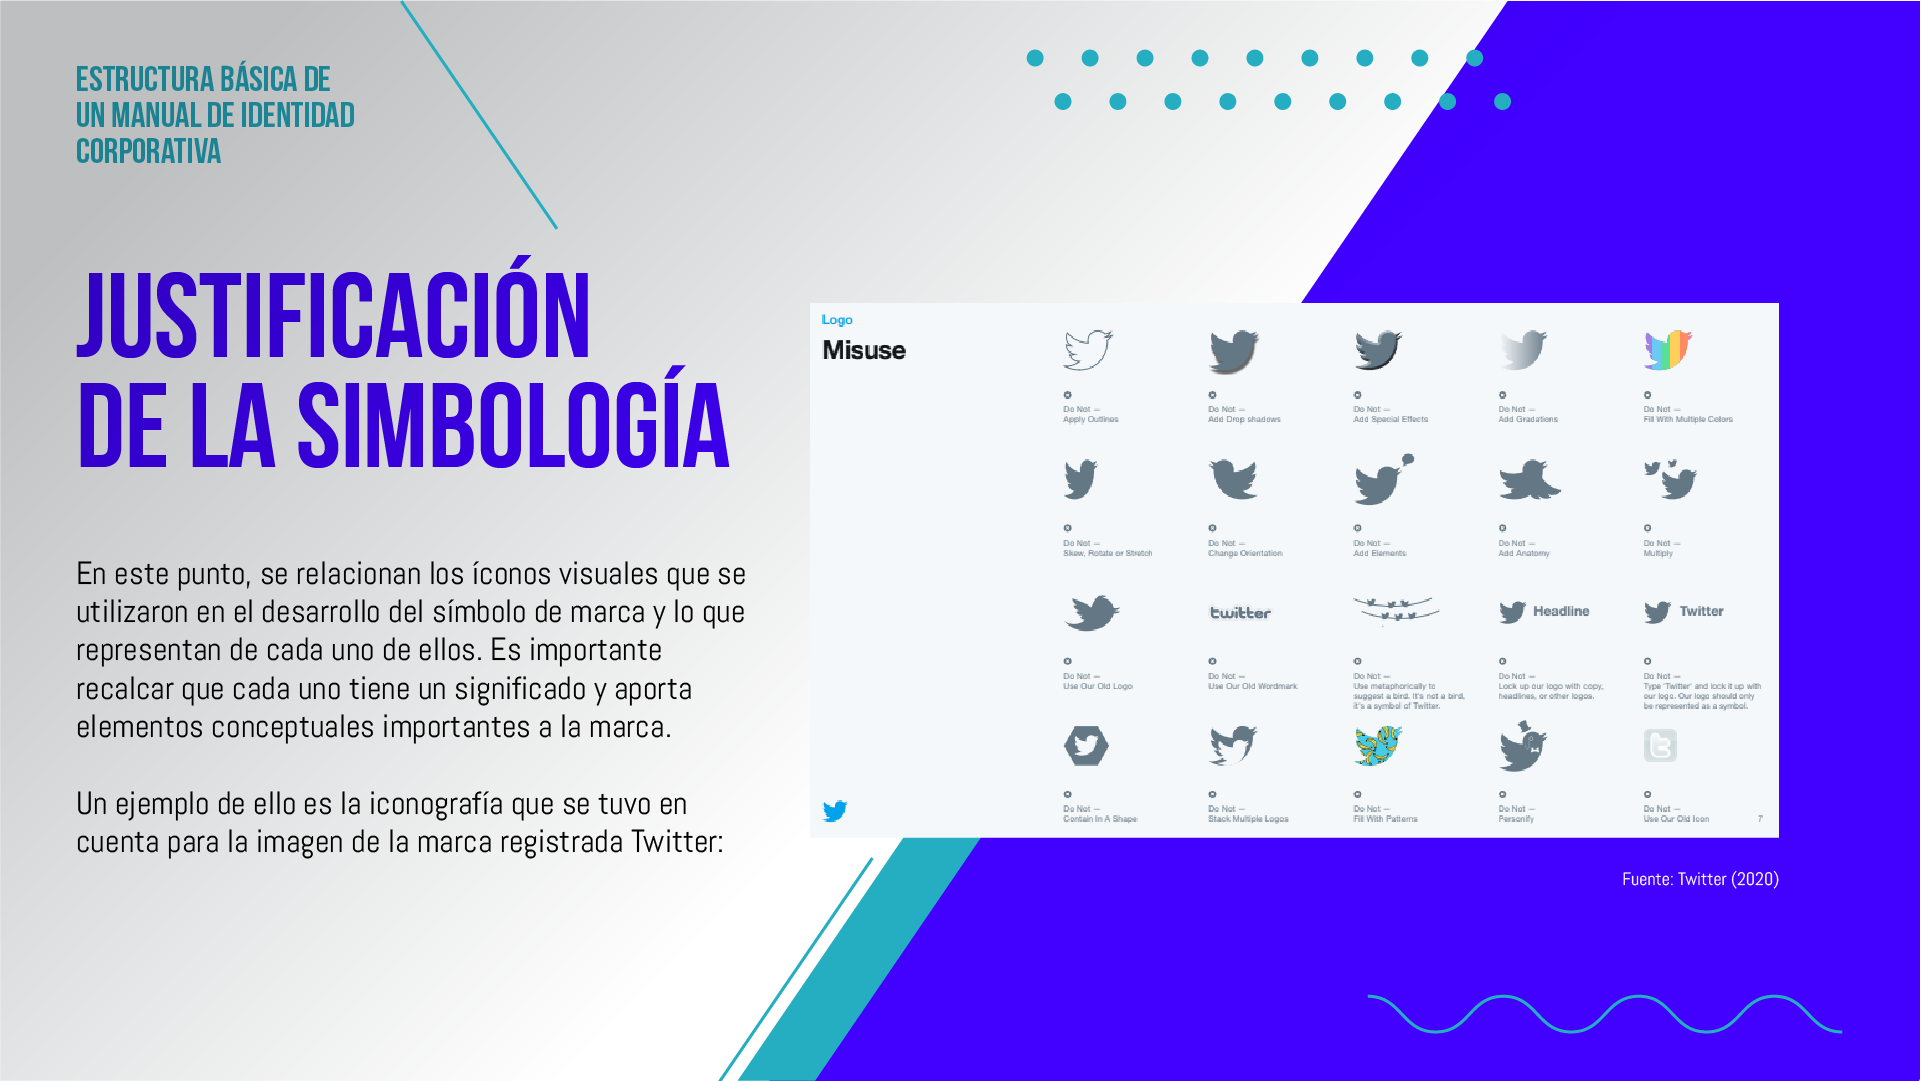 ESTRUCTURA BÁSICA DE
UN MANUAL DE IDENTIDAD
CORPORATIVA
JUSTIFICACIÓN
DE LA SIMBOLOGÍA
En este punto, se relacionan los íconos visuales que se
utilizaron en el desarrollo del símbolo de marca y lo que
representan de cada uno de ellos. Es importante
recalcar que cada uno tiene un significado y aporta
elementos conceptuales importantes a la marca.
Un ejemplo de ello es la iconografía que se tuvo en
cuenta para la imagen de la marca registrada Twitter:
Logo
Misuse
Do Not —
Apply Outlines
Do Not —
Add Drop shadows
Do Not —
Add Special Effects
Do Not —
Add Gradations
Do Not —
Fill With Multiple Colors
Do Not —
Skew, Rotate or Stretch
Do Not —
Change Orientation
Do Not —
Add Elements
Do Not —
Add Anatomy
Do Not —
Multiply
twitter
Headline
Twitter
Do Not —
Use Our Old Logo
Do Not —
Use Our Old Wordmark
Do Not —
Use metaphorically to
suggest a bird. It's not a bird,
it's a symbol of Twitter.
Do Not —
Lock up our logo with copy,
headlines, or other logos.
Do Not —
Type 'Twitter' and lock it up with
our logo. Our logo should only
be represented as a symbol.
t
Do Not —
Contain In A Shape
Do Not —
Stack Multiple Logos
Do Not —
Fill With Patterns
Do Not —
Personify
Do Not —
Use Our Old Icon
7
Fuente: Twitter (2020)